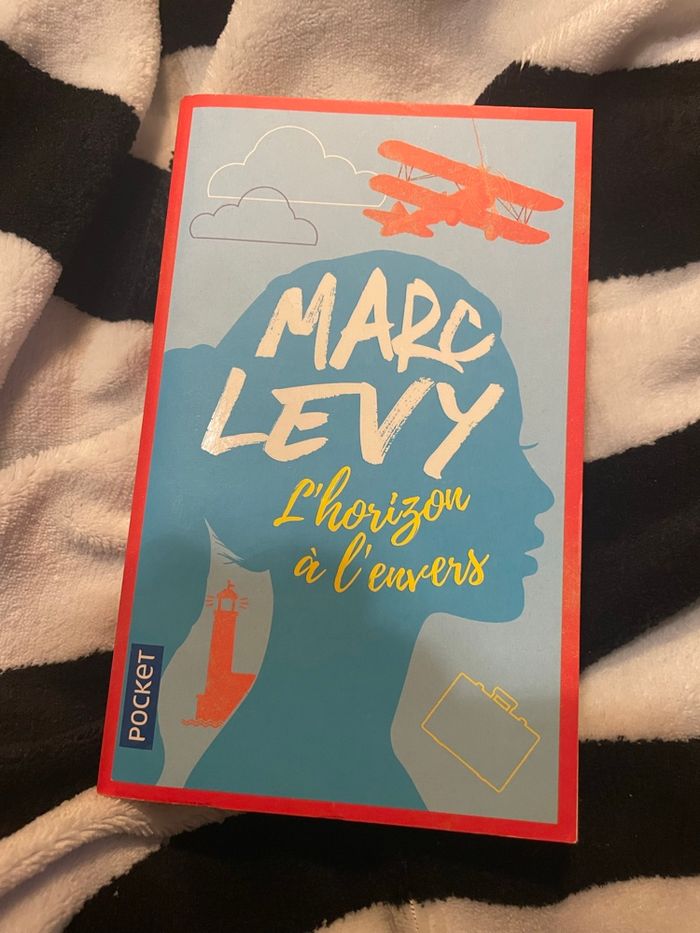 MARC
LEVY
L'horizon
à l'envers
POCKET